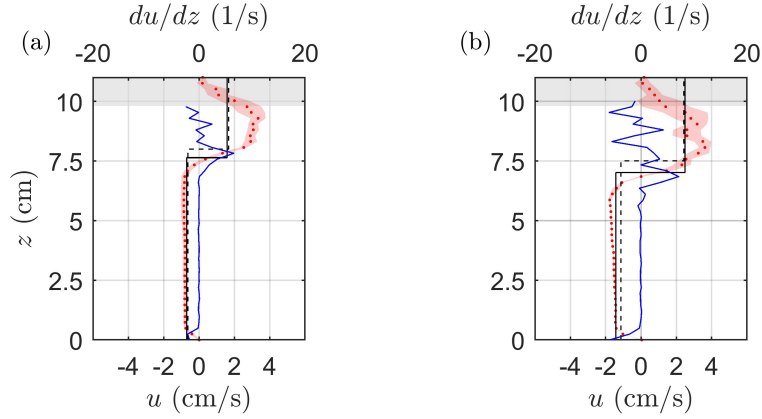 du/dz (1/s) du/dz (1/s)
(a) -20 0 20 (b) -20 0 20
10 10
7.5 7.5
z (cm)
5 5
2.5 2.5
0 0
-4 -2 0 2 4 -4 -2 0 2 4
u (cm/s) u (cm/s)